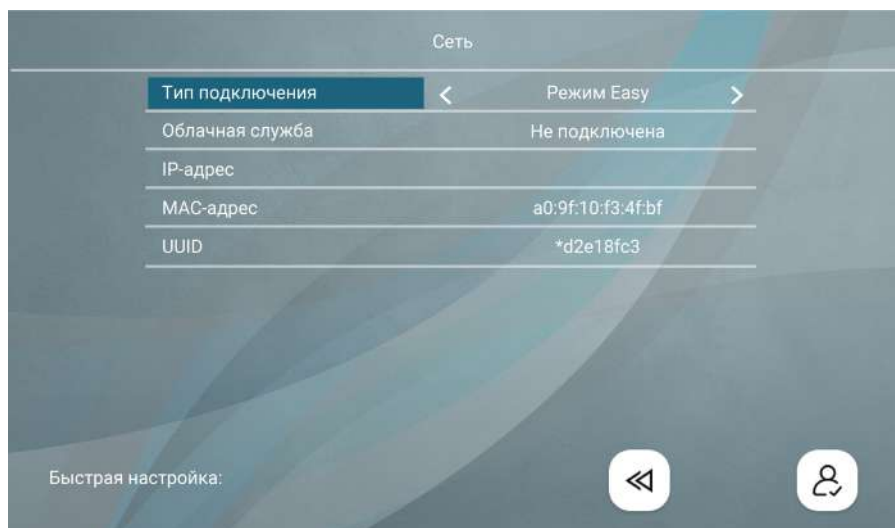 Сеть
Тип подключения < Режим Easy >
Облачная служба Не подключена
IP-адрес
MAC-адрес a0:9f:10:f3:4f:bf
UUID *d2e18fc3
Быстрая настройка: